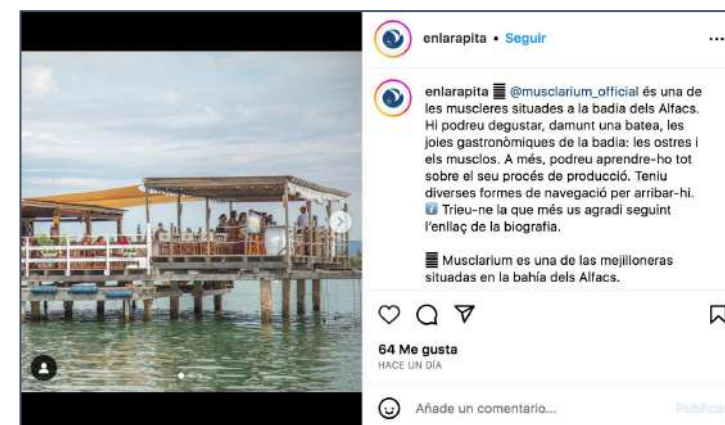 enlarapita • Seguir
enlarapita @musclarium_official és una de
les muscleres situades a la badia dels Alfacs.
Hi podreu degustar, damunt una batea, les
joies gastronòmiques de la badia: les ostres i
els musclos. A més, podreu aprendre-ho tot
sobre el seu procés de producció. Teniu
diverses formes de navegació per arribar-hi.
ℹ️ Trieu-ne la que més us agradi seguint
l'enllaç de la biografia.
Musclarium es una de las mejilloneras
situadas en la bahía dels Alfacs.
64 Me gusta
HACE UN DÍA
Añade un comentario...
Publicar